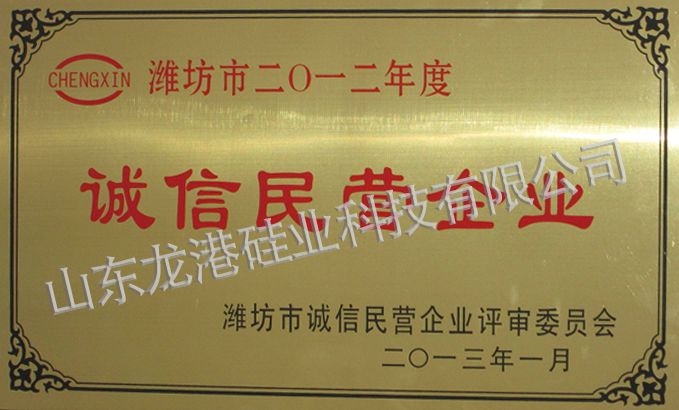 CHENGXIN
潍坊市二〇一二年度
诚信民营企业
山东龙港硅业科技有限公司
潍坊市诚信民营企业评审委员会
二〇一三年一月